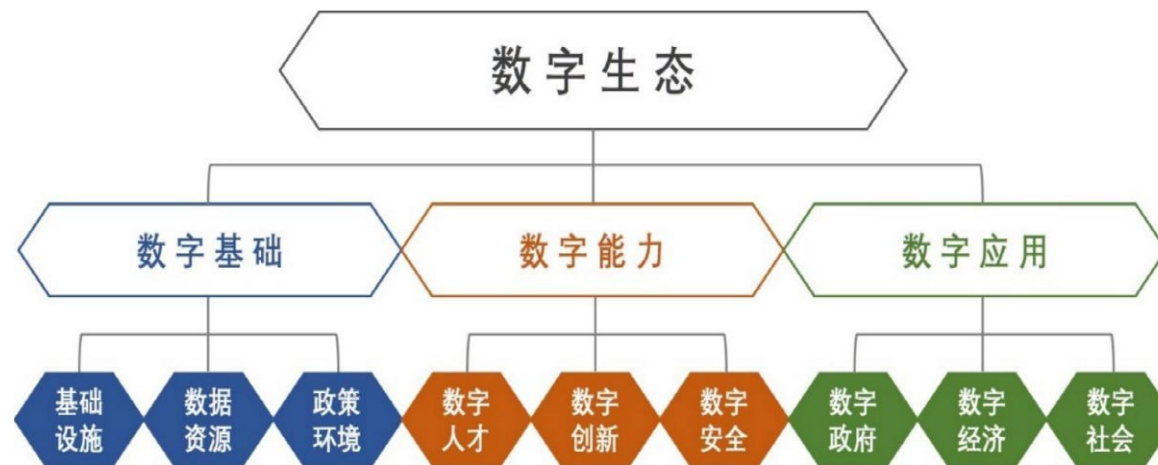 数字生态
数字基础
数字能力
数字应用
基础
设施
数据
资源
政策
环境
数字
人才
数字
创新
数字
安全
数字
政府
数字
经济
数字
社会